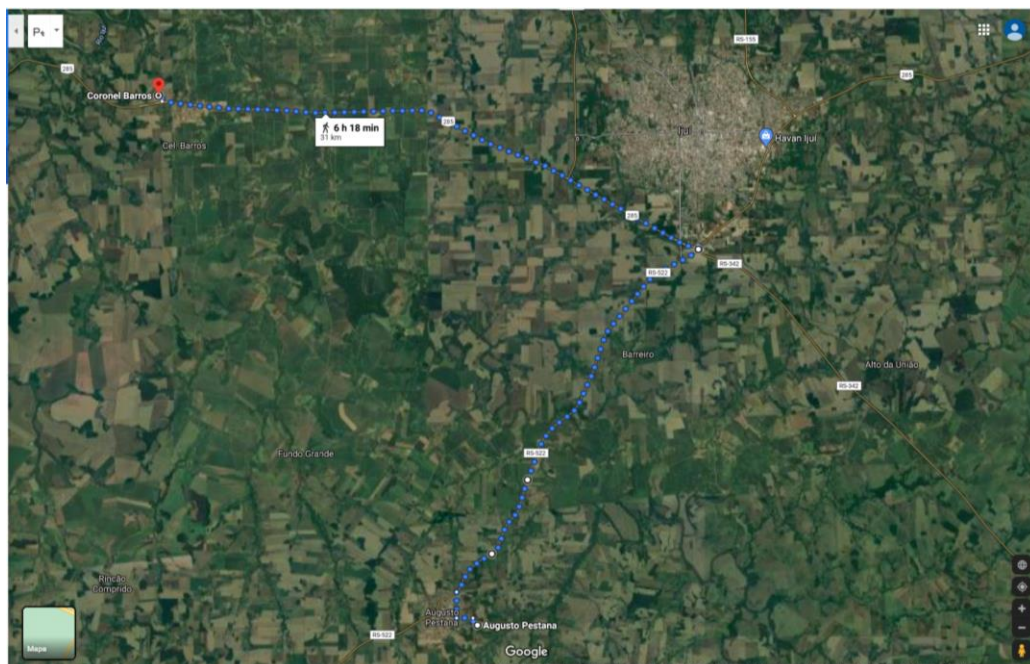 RS-155
285
285
Coronel Barros
6 h 18 min
31 km
285
Ijuí
Havan Ijuí
Cel. Barros
285
RS-342
RS-522
Barreiro
Alto da União
RS-342
Fundo Grande
RS-522
Rincão
Comprido
Augusto
Pestana
Augusto Pestana
RS-522
Mapa
Google